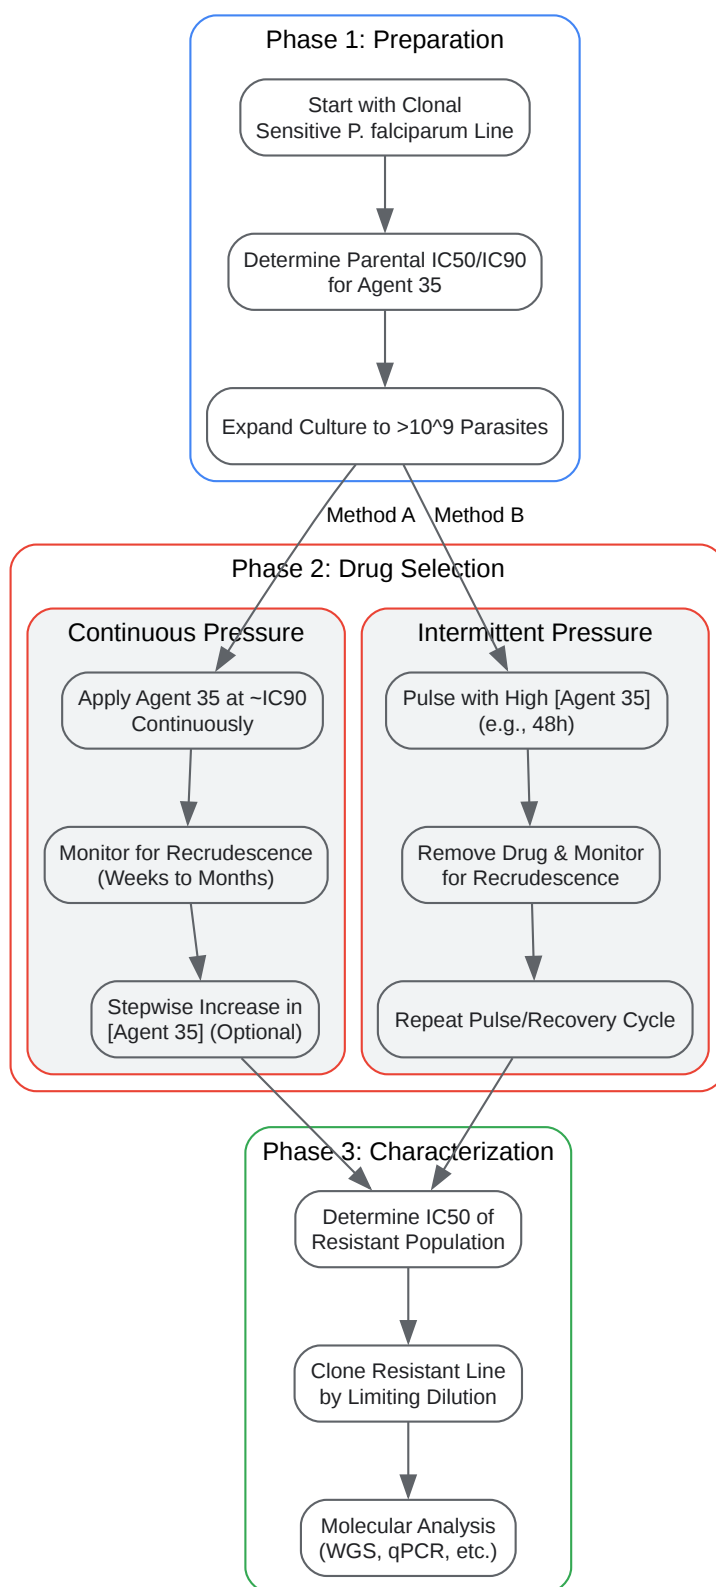 Phase 1: Preparation
Start with Clonal
Sensitive P. falciparum Line
Determine Parental IC50/IC90
for Agent 35
Expand Culture to >10^9 Parasites
Method A
Method B
Phase 2: Drug Selection
Continuous Pressure
Apply Agent 35 at ~IC90
Continuously
Monitor for Recrudescence
(Weeks to Months)
Stepwise Increase in
[Agent 35] (Optional)
Intermittent Pressure
Pulse with High [Agent 35]
(e.g., 48h)
Remove Drug & Monitor
for Recrudescence
Repeat Pulse/Recovery Cycle
Phase 3: Characterization
Determine IC50 of
Resistant Population
Clone Resistant Line
by Limiting Dilution
Molecular Analysis
(WGS, qPCR, etc.)